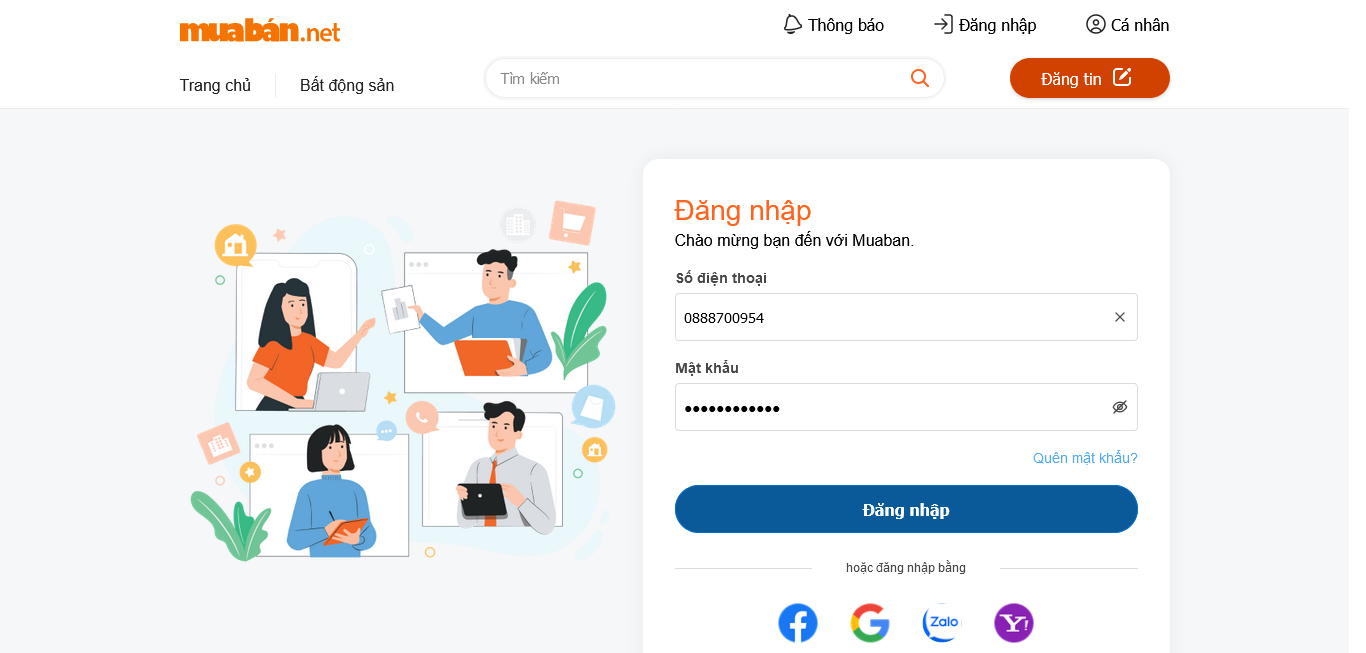 muabán.net
Thông báo
Đăng nhập
Cá nhân
Trang chủ
Bất động sản
Tìm kiếm
Đăng tin
Đăng nhập
Chào mừng bạn đến với Muaban.
Số điện thoại
0888700954
Mật khẩu
••••••••••••
Quên mật khẩu?
Đăng nhập
hoặc đăng nhập bằng
Zalo
Y!